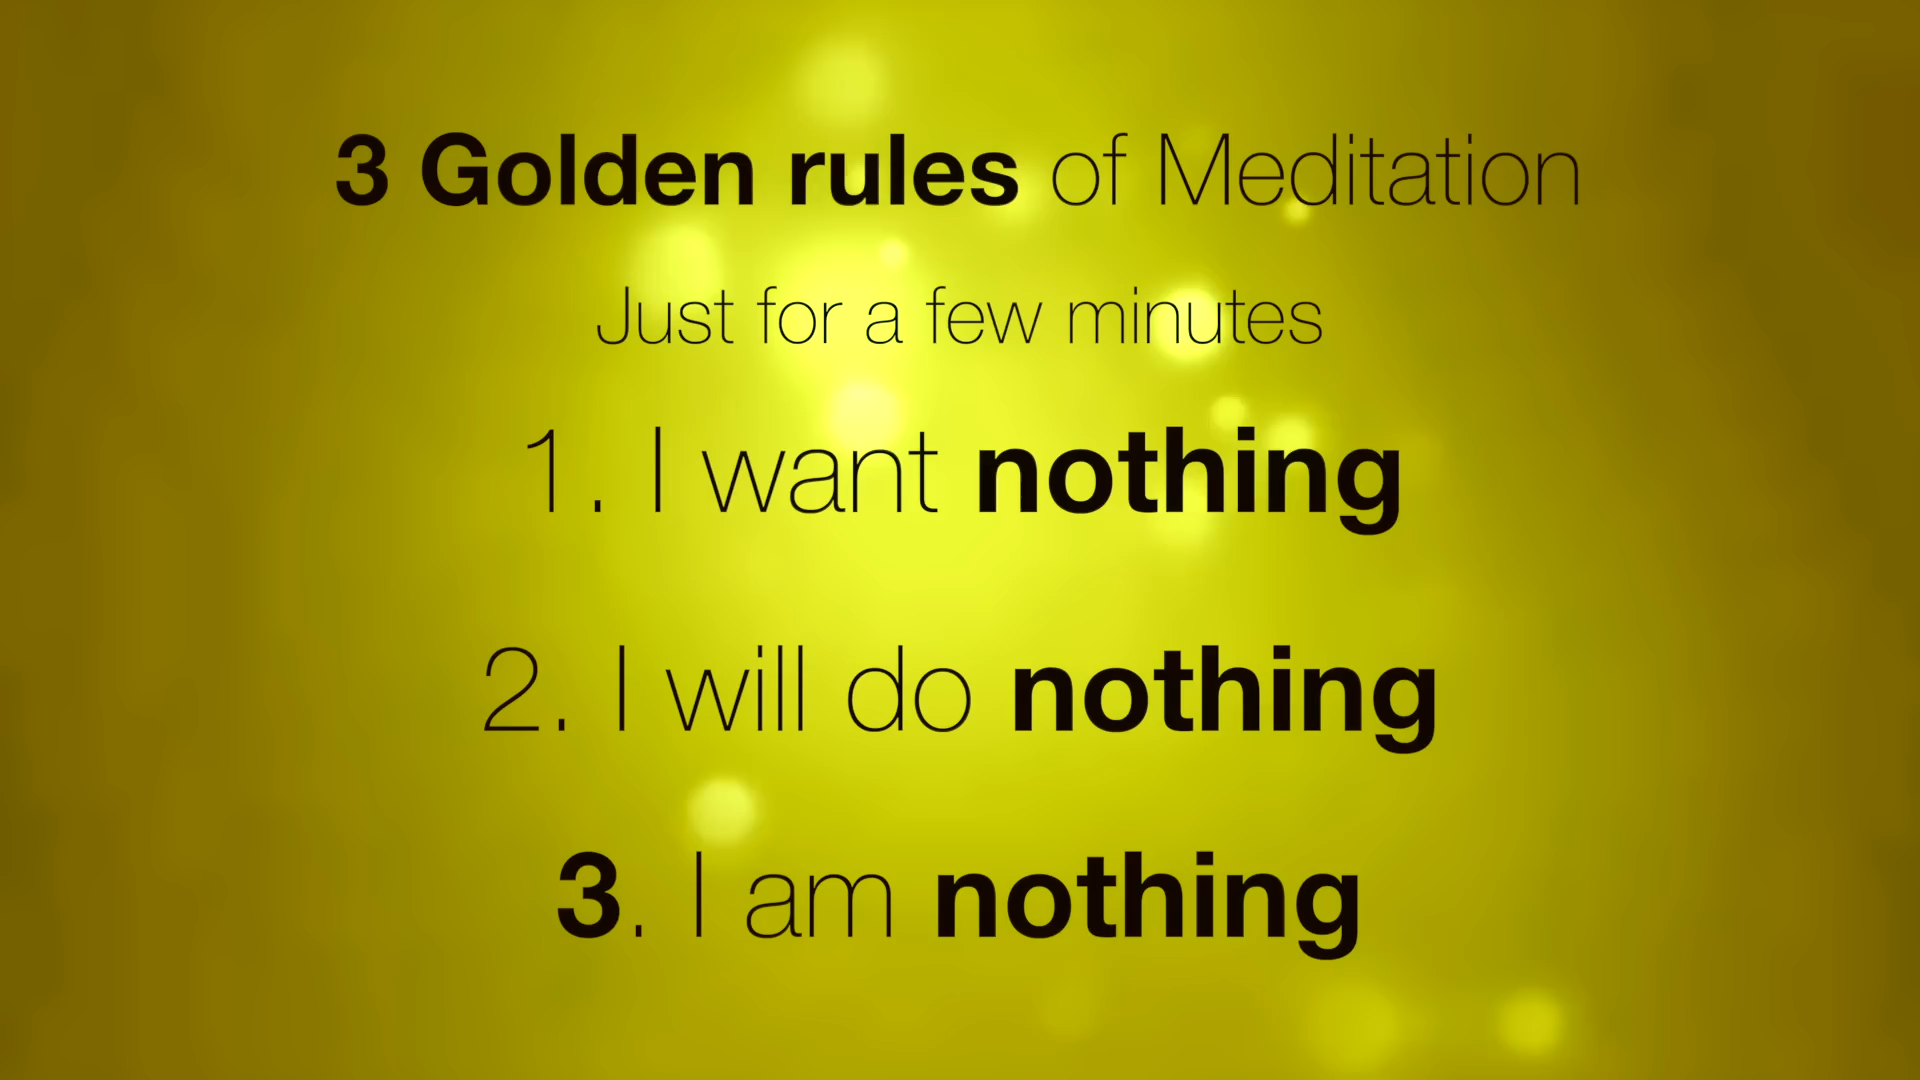 3 Golden rules of Meditation
Just for a few minutes
1. I want nothing
2. I will do nothing
3. I am nothing